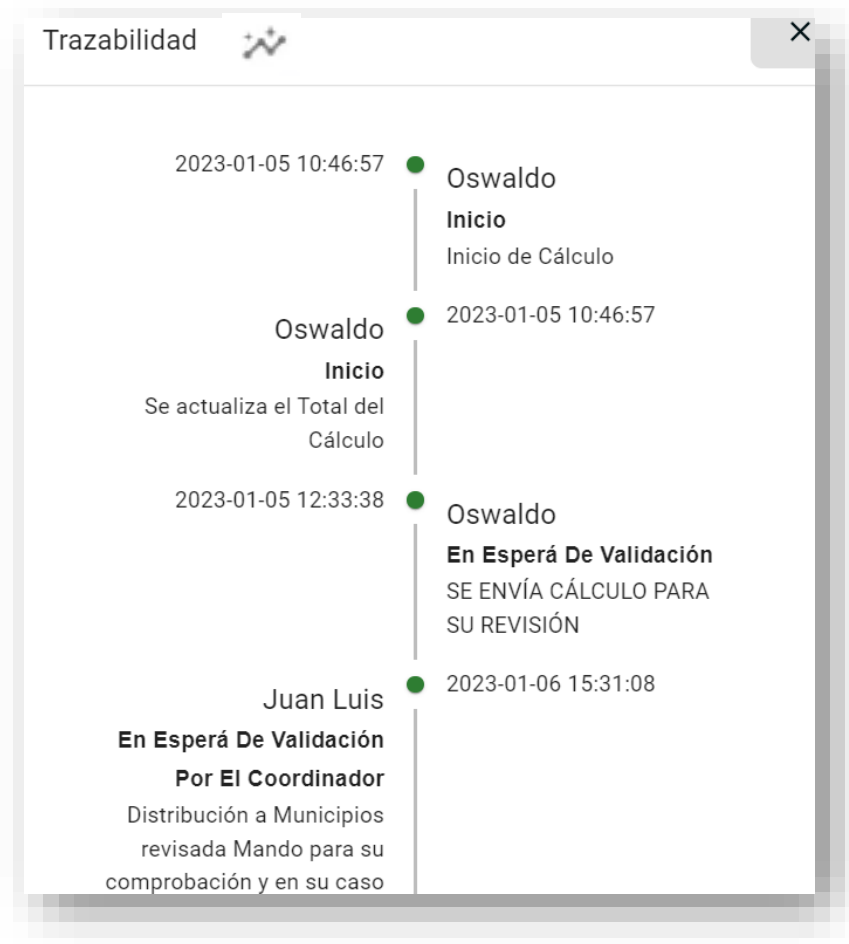 Trazabilidad
2023-01-05 10:46:57
Oswaldo
Inicio
Inicio de Cálculo
2023-01-05 10:46:57
Oswaldo
Inicio
Se actualiza el Total del
Cálculo
2023-01-05 12:33:38
Oswaldo
En Esperá De Validación
SE ENVÍA CÁLCULO PARA
SU REVISIÓN
2023-01-06 15:31:08
Juan Luis
En Esperá De Validación
Por El Coordinador
Distribución a Municipios
revisada Mando para su
comprobación y en su caso